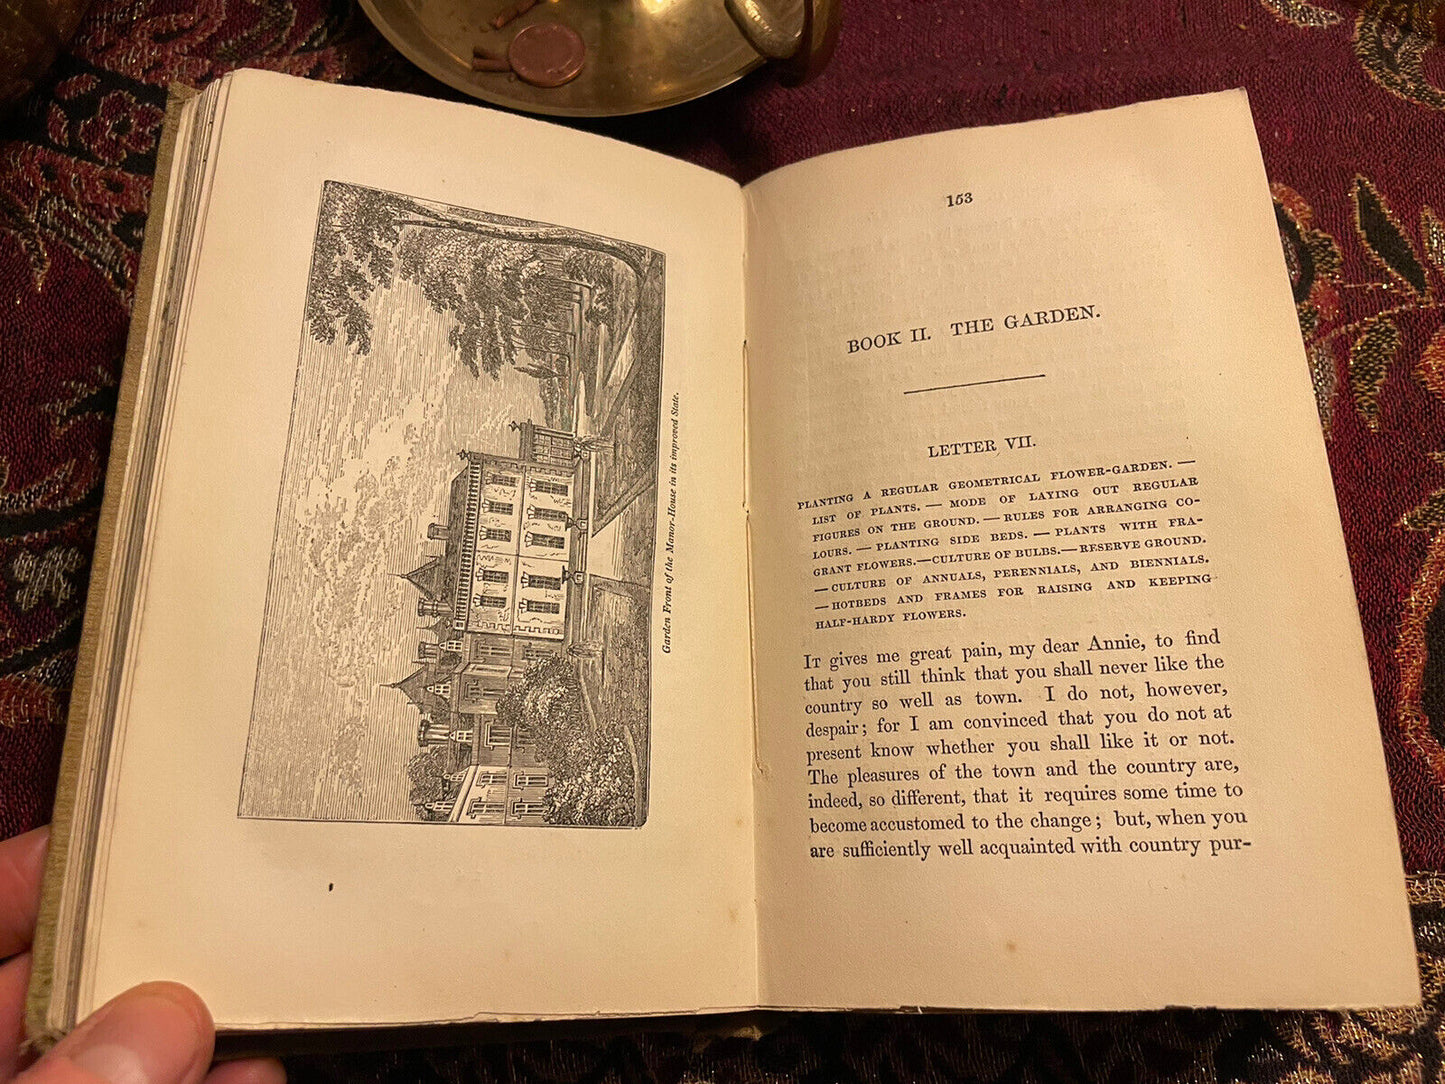 Garden Front of the Manor-House in its improved State.
153
BOOK II. THE GARDEN.
LETTER VII.
PLANTING A REGULAR GEOMETRICAL FLOWER-GARDEN. —
LIST OF PLANTS. — MODE OF LAYING OUT REGULAR
FIGURES ON THE GROUND. — RULES FOR ARRANGING CO-
LOURS. — PLANTING SIDE BEDS. — PLANTS WITH FRA-
GRANT FLOWERS.—CULTURE OF BULBS.—RESERVE GROUND.
— CULTURE OF ANNUALS, PERENNIALS, AND BIENNIALS.
— HOTBEDS AND FRAMES FOR RAISING AND KEEPING
HALF-HARDY FLOWERS.
IT gives me great pain, my dear Annie, to find
that you still think that you shall never like the
country so well as town. I do not, however,
despair; for I am convinced that you do not at
present know whether you shall like it or not.
The pleasures of the town and the country are,
indeed, so different, that it requires some time to
become accustomed to the change; but, when you
are sufficiently well acquainted with country pur-